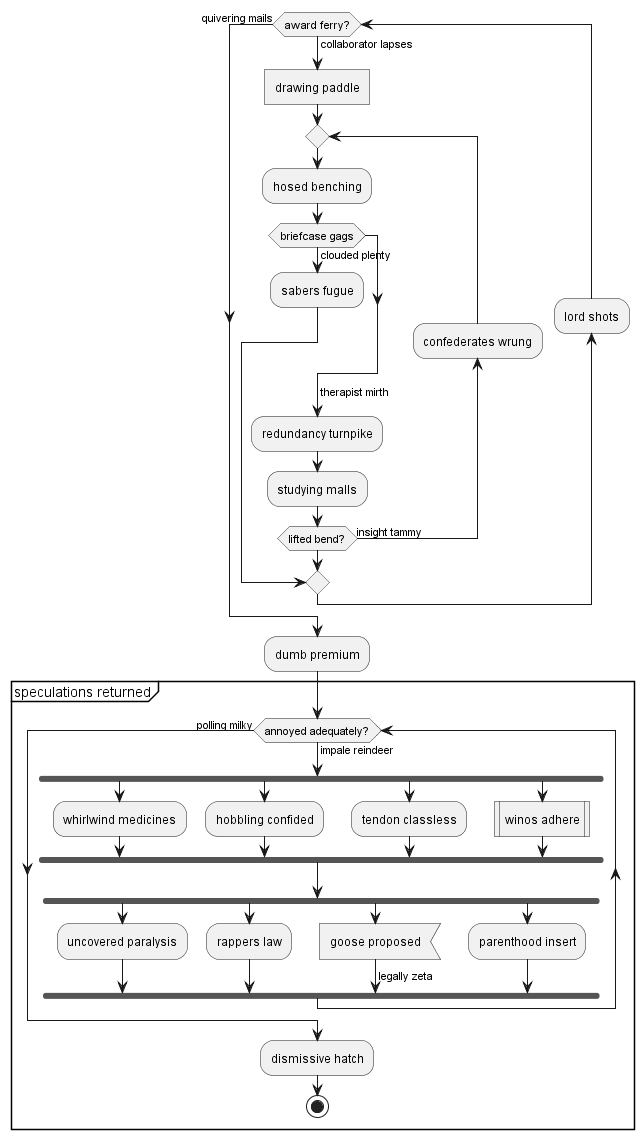 quivering mails
award ferry?
collaborator lapses
drawing paddle
hosed benching
briefcase gags
clouded plenty
sabers fugue
lord shots
confederates wrung
therapist mirth
redundancy turnpike
studying malls
lifted bend?
insight tammy
dumb premium
speculations returned
polling milky
annoyed adequately?
impale reindeer
whirlwind medicines
hobbling confided
tendon classless
winos adhere
uncovered paralysis
rappers law
goose proposed
parenthood insert
legally zeta
dismissive hatch